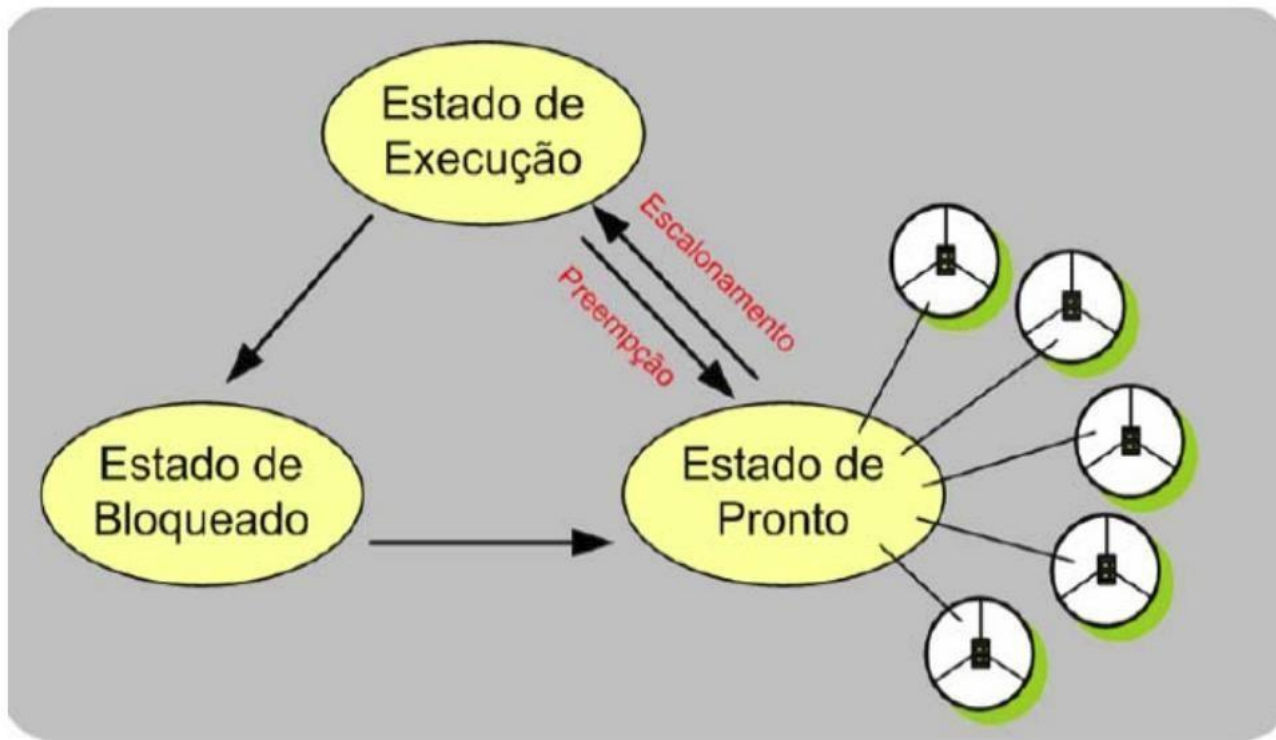 Estado de
Execução
Escalonamento
Preempção
Estado de
Bloqueado
Estado de
Pronto